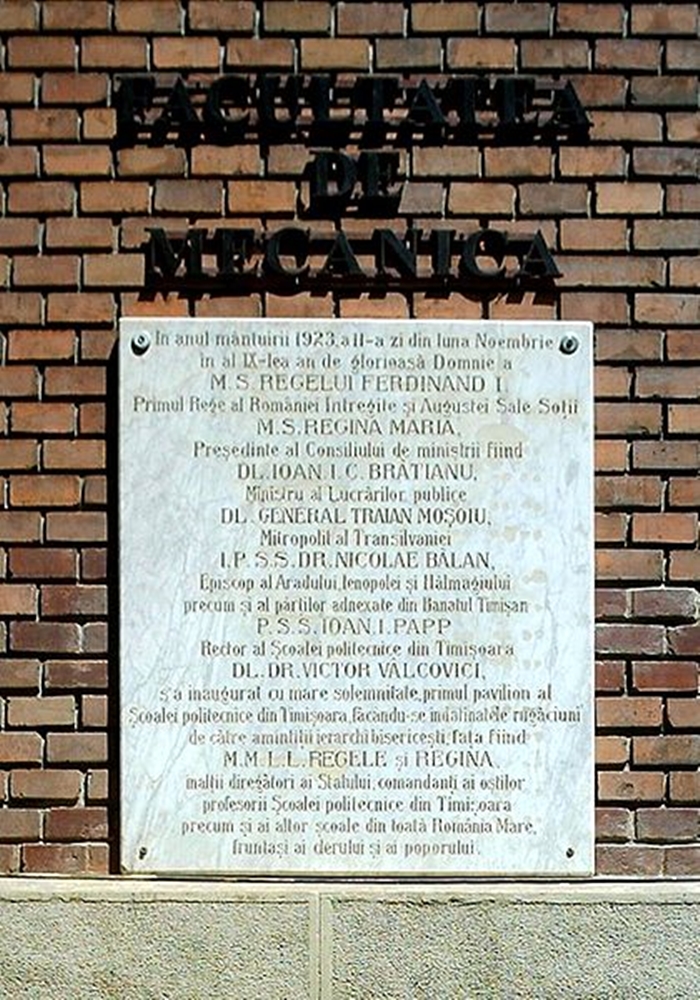 FACULTATEA
DE
MECANICA
In anul mântuirii 1923, a 11-a zi din luna Noembrie
in al IX-lea an de glorioasă Domnie a
M.S. REGELUI FERDINAND I.
Primul Rege al României Intregite și Augustei Sale Soții
M.S. REGINA MARIA,
Președinte al Consiliului de miniștrii fiind
DL. IOAN. I. C. BRĂTIANU,
Ministru al Lucrărilor publice
DL. GENERAL TRAIAN MOȘOIU,
Mitropolit al Transilvaniei
I.P.S.S. DR. NICOLAE BĂLAN,
Episcop al Aradului, Ienopolei și Hălmagiului
precum și al părților adnexate din Banatul Timișan
P.S.S. IOAN. I. PAPP
Rector al Școalei politecnice din Timișoara
DL. DR. VICTOR VÂLCOVICI,
s'a inaugurat cu mare solemnitate, primul pavilion al
Școalei politecnice din Timișoara, făcându-se îndatinatele rugăciuni
de către amintiții ierarchi bisericești, fața fiind
M.M. L.L. REGELE și REGINA,
malții diregători ai Statului, comandanți ai oștilor
profesorii Școalei politecnice din Timișoara
precum și ai altor școale din toată România Mare,
fruntași ai clerului și ai poporului.